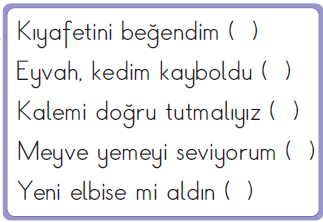 Kıyafetini beğendim (  )
Eyvah, kedim kayboldu (  )
Kalemi doğru tutmalıyız (  )
Meyve yemeyi seviyorum (  )
Yeni elbise mi aldın (  )